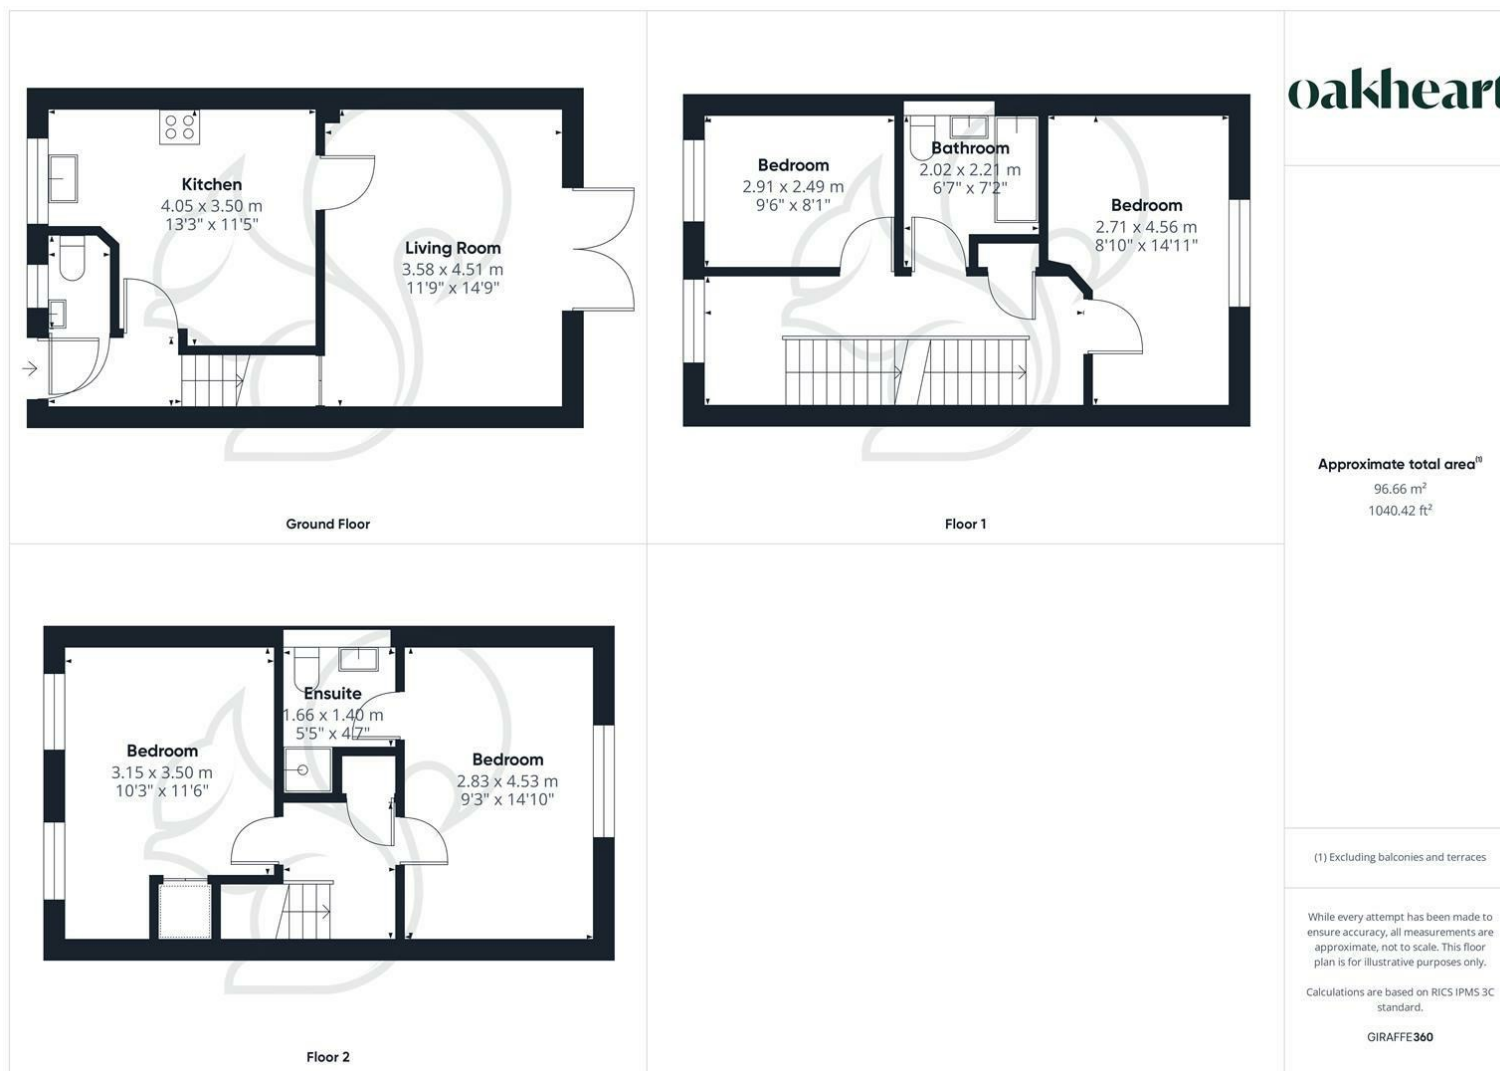 Kitchen
4.05 x 3.50 m
13'3" x 11'5"
Living Room
3.58 x 4.51 m
11'9" x 14'9"
Ground Floor
Bedroom
2.91 x 2.49 m
9'6" x 8'1"
Bathroom
2.02 x 2.21 m
6'7" x 7'2"
Bedroom
2.71 x 4.56 m
8'10" x 14'11"
Floor 1
Bedroom
3.15 x 3.50 m
10'3" x 11'6"
Ensuite
1.66 x 1.40 m
5'5" x 4'7"
Bedroom
2.83 x 4.53 m
9'3" x 14'10"
Floor 2
oakheart
Approximate total area(1)
96.66 m²
1040.42 ft²
(1) Excluding balconies and terraces
While every attempt has been made to
ensure accuracy, all measurements are
approximate, not to scale. This floor
plan is for illustrative purposes only.
Calculations are based on RICS IPMS 3C
standard.
GIRAFFE360